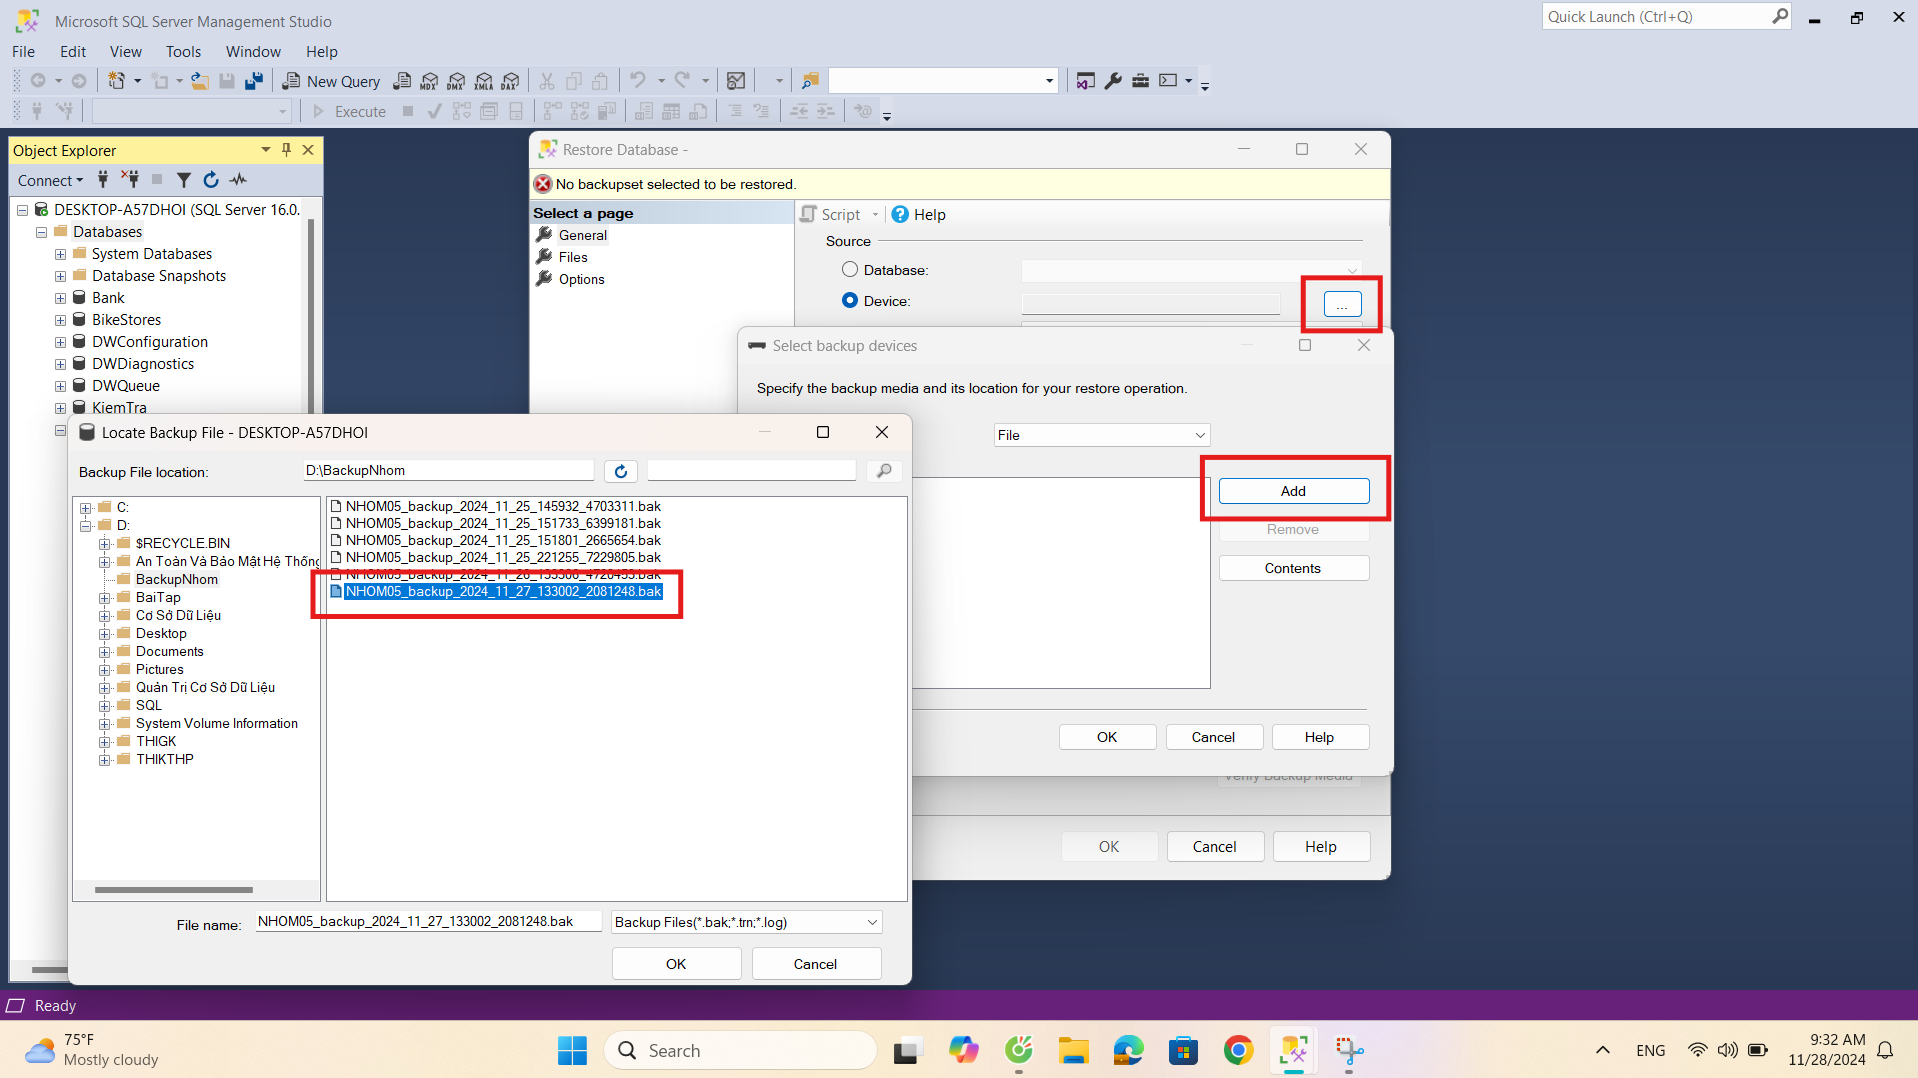 Microsoft SQL Server Management Studio
Quick Launch (Ctrl+Q)
File Edit View Tools Window Help
New Query
MDX DMX XMLA DAX
Execute
Object Explorer
Connect
DESKTOP-A57DHOI (SQL Server 16.0.
Databases
System Databases
Database Snapshots
Bank
BikeStores
DWConfiguration
DWDiagnostics
DWQueue
KiemTra
Restore Database -
No backupset selected to be restored.
Select a page
General
Files
Options
Script
Help
Source
Database:
Device:
...
Select backup devices
Specify the backup media and its location for your restore operation.
File
Add
Remove
Contents
OK Cancel Help
Verify Backup Media
OK Cancel Help
Locate Backup File - DESKTOP-A57DHOI
Backup File location:
D:\BackupNhom
C:
D:
$RECYCLE.BIN
An Toàn Và Bảo Mật Hệ Thống
BackupNhom
BaiTap
Cơ Sở Dữ Liệu
Desktop
Documents
Pictures
Quản Trị Cơ Sở Dữ Liệu
SQL
System Volume Information
THIGK
THIKTHP
NHOM05_backup_2024_11_25_145932_4703311.bak
NHOM05_backup_2024_11_25_151733_6399181.bak
NHOM05_backup_2024_11_25_151801_2665654.bak
NHOM05_backup_2024_11_25_221255_7229805.bak
NHOM05_backup_2024_11_27_133002_2081248.bak
File name:
NHOM05_backup_2024_11_27_133002_2081248.bak
Backup Files(*.bak;*.trn;*.log)
OK Cancel
Ready
75°F
Mostly cloudy
Search
ENG
9:32 AM
11/28/2024